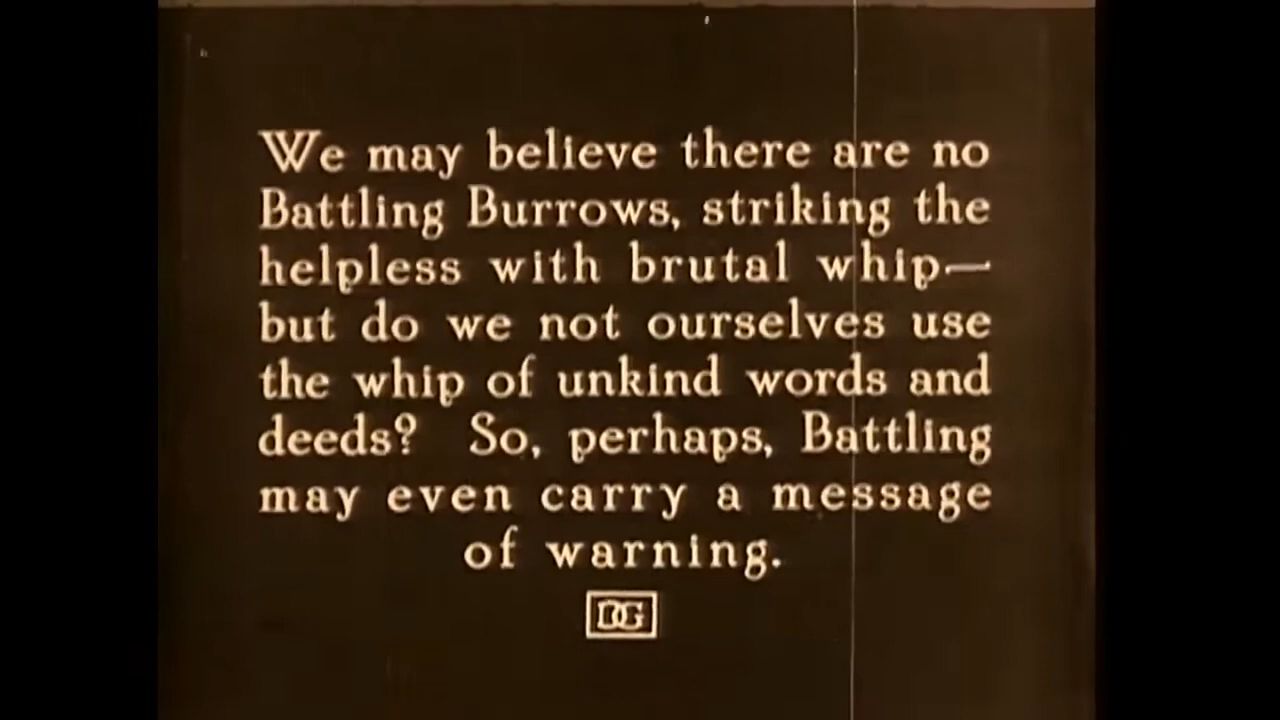 We may believe there are no
Battling Burrows, striking the
helpless with brutal whip—
but do we not ourselves use
the whip of unkind words and
deeds? So, perhaps, Battling
may even carry a message
of warning.
DG